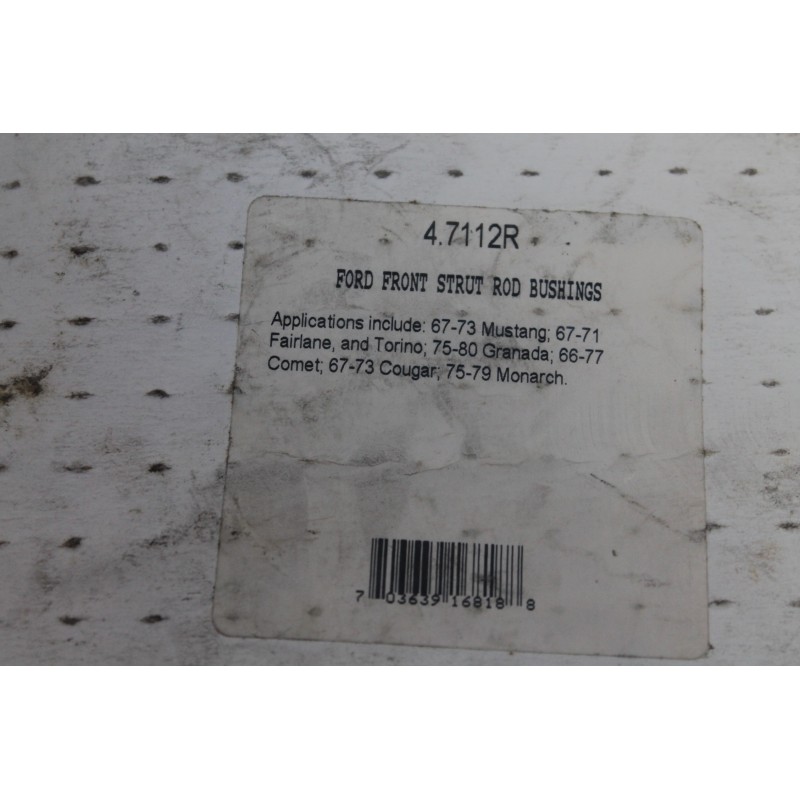 4.7112R
FORD FRONT STRUT ROD BUSHINGS
Applications include: 67-73 Mustang; 67-71
Fairlane, and Torino; 75-80 Granada; 66-77
Comet; 67-73 Cougar; 75-79 Monarch.
7 03639 16818 8